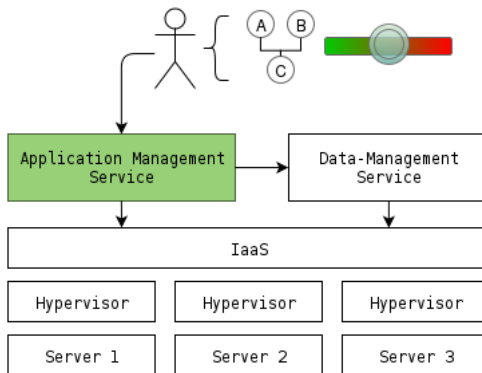 A B
C
Application Management
Service
Data-Management
Service
IaaS
Hypervisor Hypervisor Hypervisor
Server 1 Server 2 Server 3